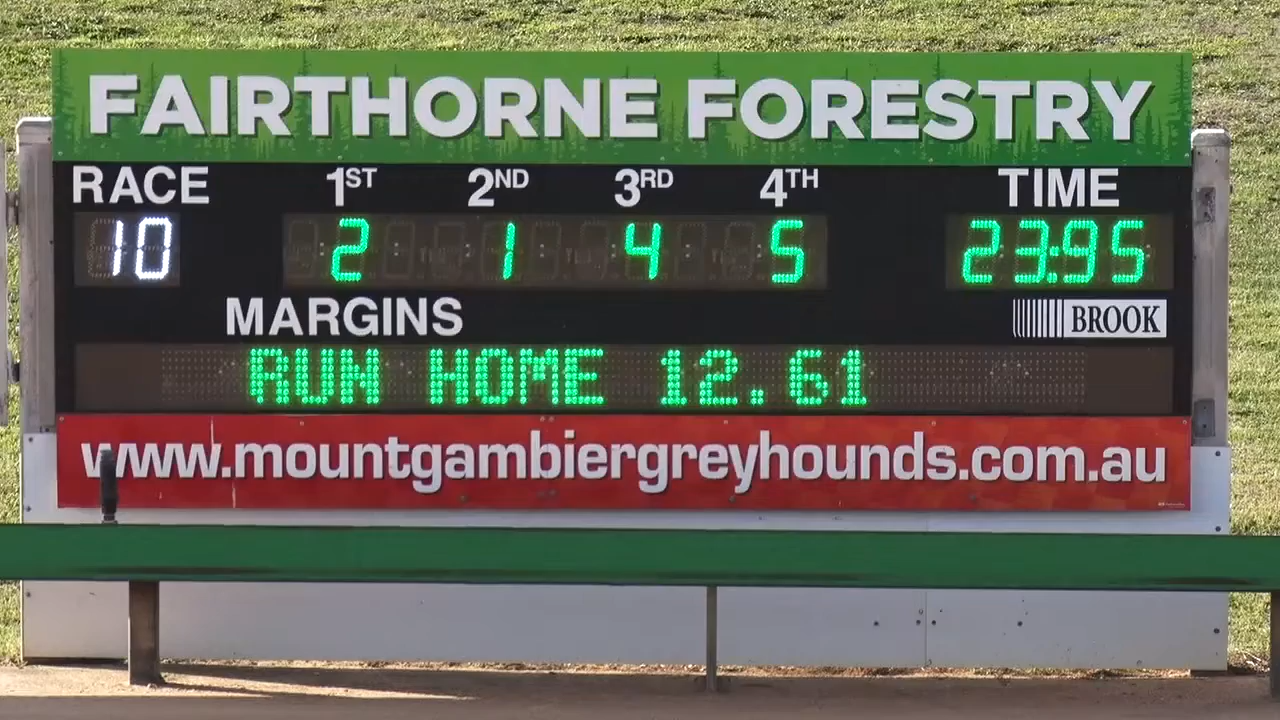 FAIRTHORNE FORESTRY
RACE 1ST 2ND 3RD 4TH TIME
10 2 1 4 5 23:95
MARGINS
BROOK
RUN HOME 12.61
www.mountgambiergreyhounds.com.au